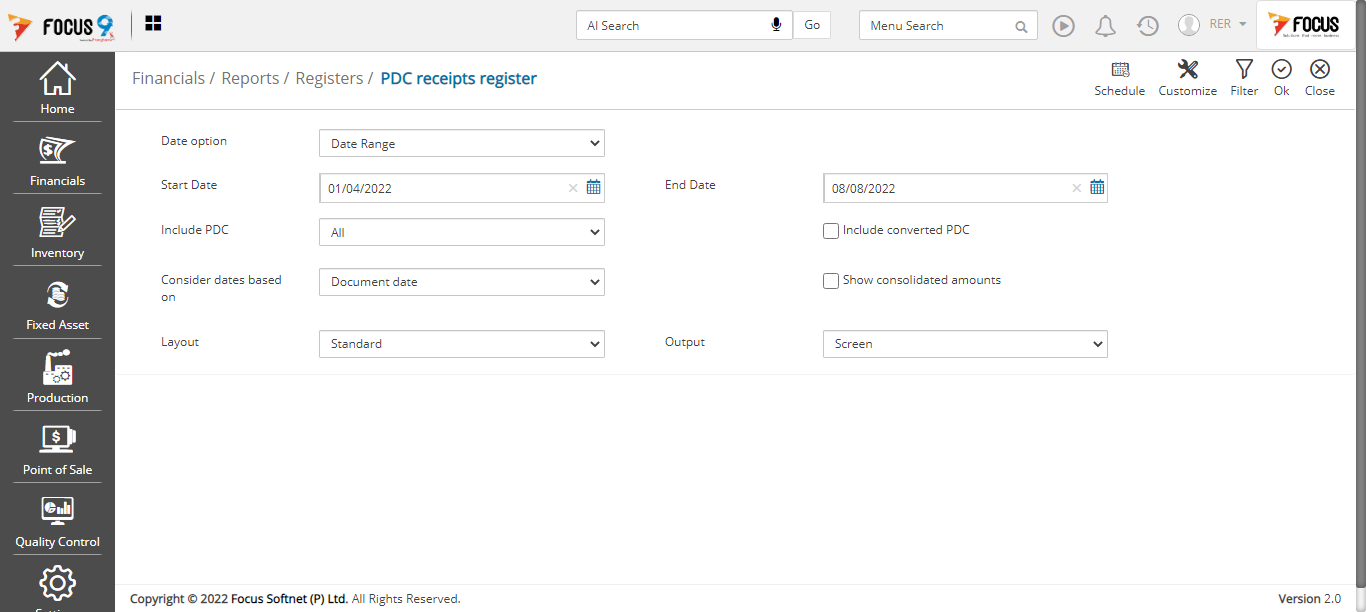 FOCUS 9
AI Search
Go
Menu Search
RER
FOCUS
Home
Financials
Inventory
Fixed Asset
Production
Point of Sale
Quality Control
Financials / Reports / Registers / PDC receipts register
Schedule
Customize
Filter
Ok
Close
Date option
Date Range
Start Date
01/04/2022
End Date
08/08/2022
Include PDC
All
Include converted PDC
Consider dates based
on
Document date
Show consolidated amounts
Layout
Standard
Output
Screen
Copyright © 2022 Focus Softnet (P) Ltd. All Rights Reserved.
Version 2.0